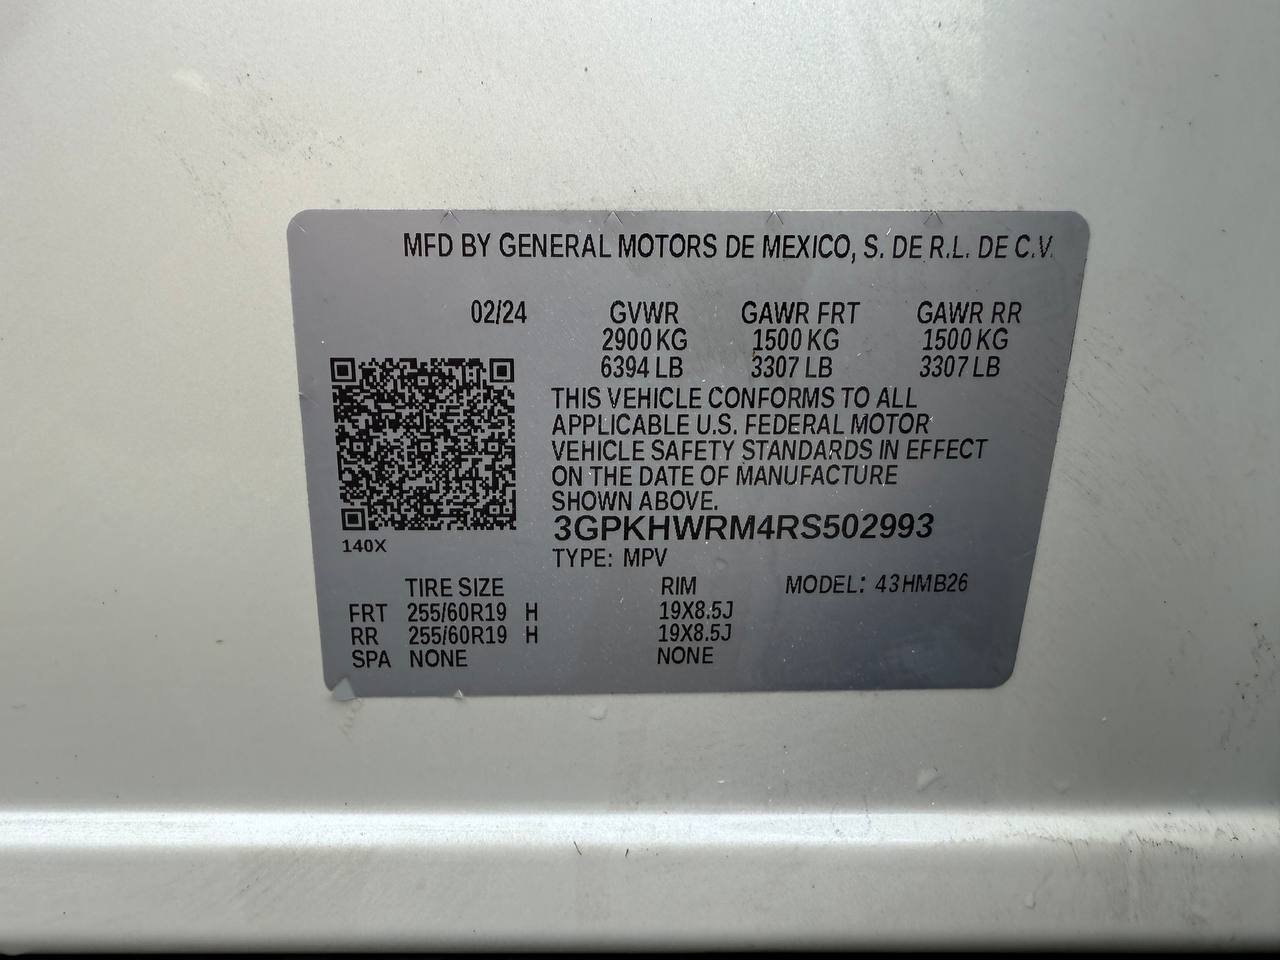 MFD BY GENERAL MOTORS DE MEXICO, S. DE R.L. DE C.V.
02/24 GVWR GAWR FRT GAWR RR
2900 KG 1500 KG 1500 KG
6394 LB 3307 LB 3307 LB
THIS VEHICLE CONFORMS TO ALL
APPLICABLE U.S. FEDERAL MOTOR
VEHICLE SAFETY STANDARDS IN EFFECT
ON THE DATE OF MANUFACTURE
SHOWN ABOVE.
3GPKHWRM4RS502993
140X
TYPE: MPV
TIRE SIZE RIM MODEL: 43HMB26
FRT 255/60R19 H 19X8.5J
RR 255/60R19 H 19X8.5J
SPA NONE NONE